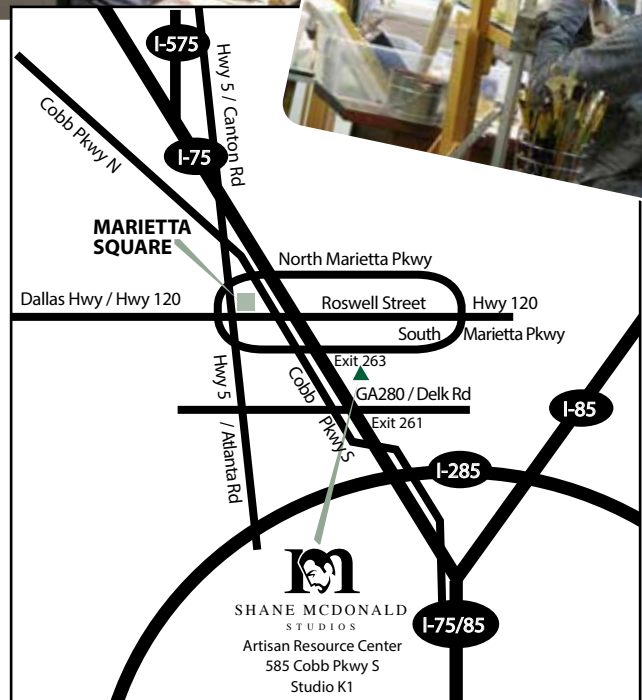 I-575
Hwy 5 / Canton Rd
Cobb Pkwy N
I-75
MARIETTA
SQUARE
North Marietta Pkwy
Dallas Hwy / Hwy 120
Roswell Street
Hwy 120
South Marietta Pkwy
Exit 263
Hwy 5 / Atlanta Rd
Cobb Pkwy S
GA280 / Delk Rd
Exit 261
I-85
I-285
m
SHANE MCDONALD
STUDIOS
I-75/85
Artisan Resource Center
585 Cobb Pkwy S
Studio K1